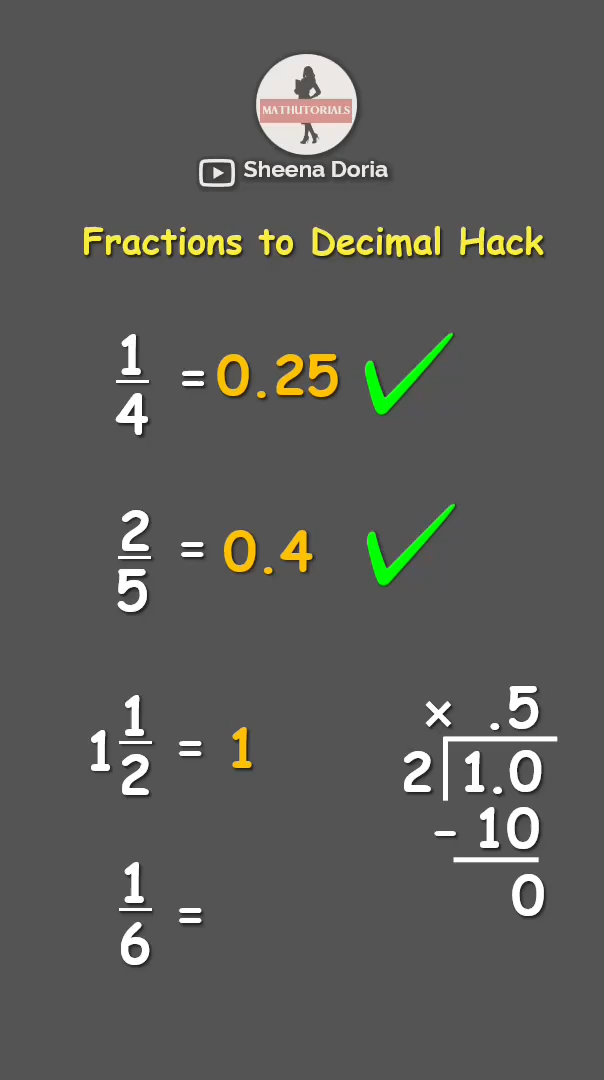 MATHUTORIALS
Sheena Doria
Fractions to Decimal Hack
1/4 = 0.25
2/5 = 0.4
1 1/2 = 1
× .5
2 1.0
- 10
0
1/6 =